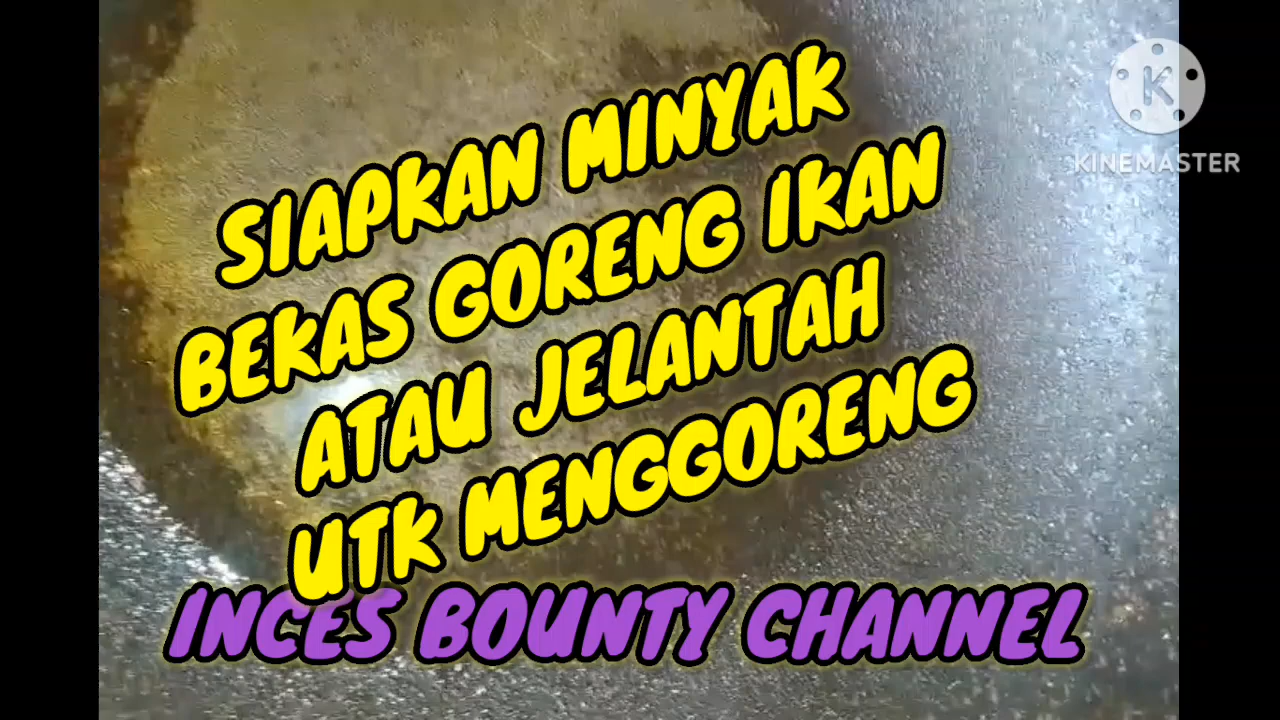 SIAPKAN MINYAK
BEKAS GORENG IKAN
ATAU JELANTAH
UTK MENGGORENG
INCES BOUNTY CHANNEL
K
KINEMASTER